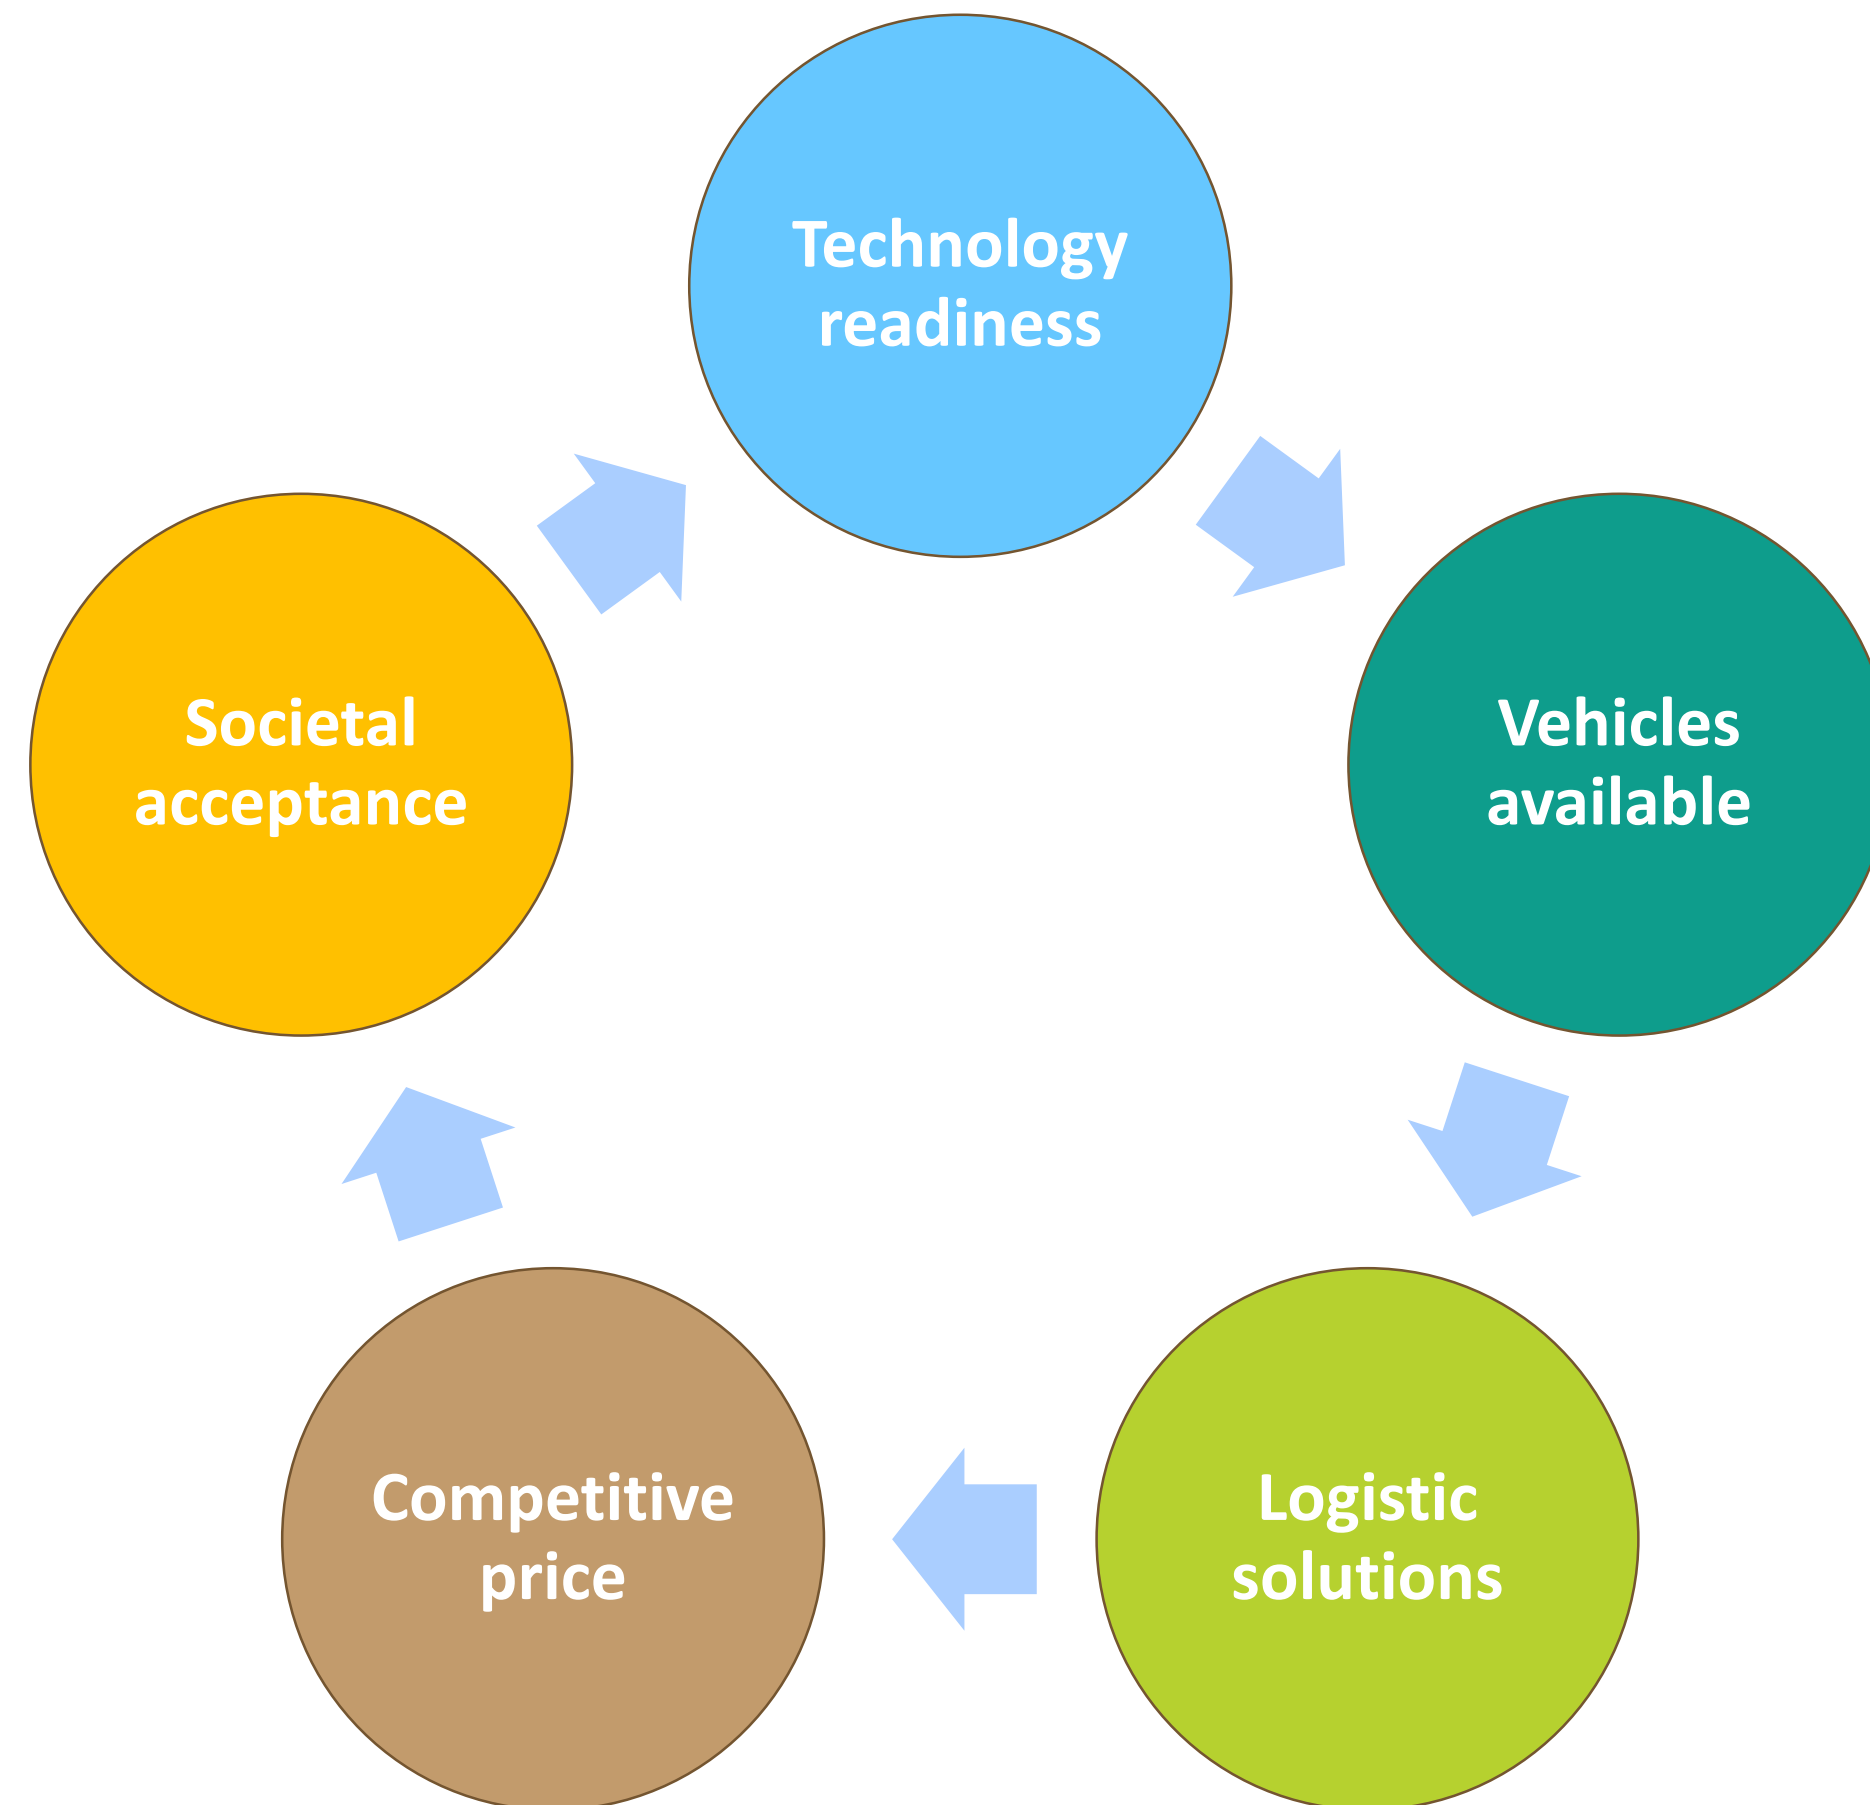 Technology
readiness
Vehicles
available
Logistic
solutions
Competitive
price
Societal
acceptance